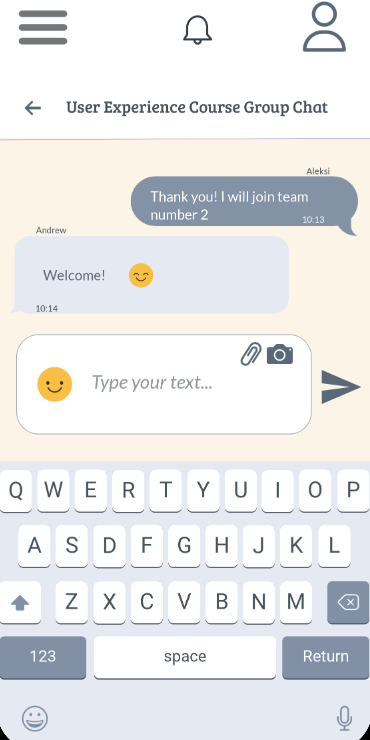 User Experience Course Group Chat
Aleksi
Thank you! I will join team
number 2
10:13
Andrew
Welcome!
10:14
Type your text...
Q W E R T Y U I O P
A S D F G H J K L
Z X C V B N M
123 space Return